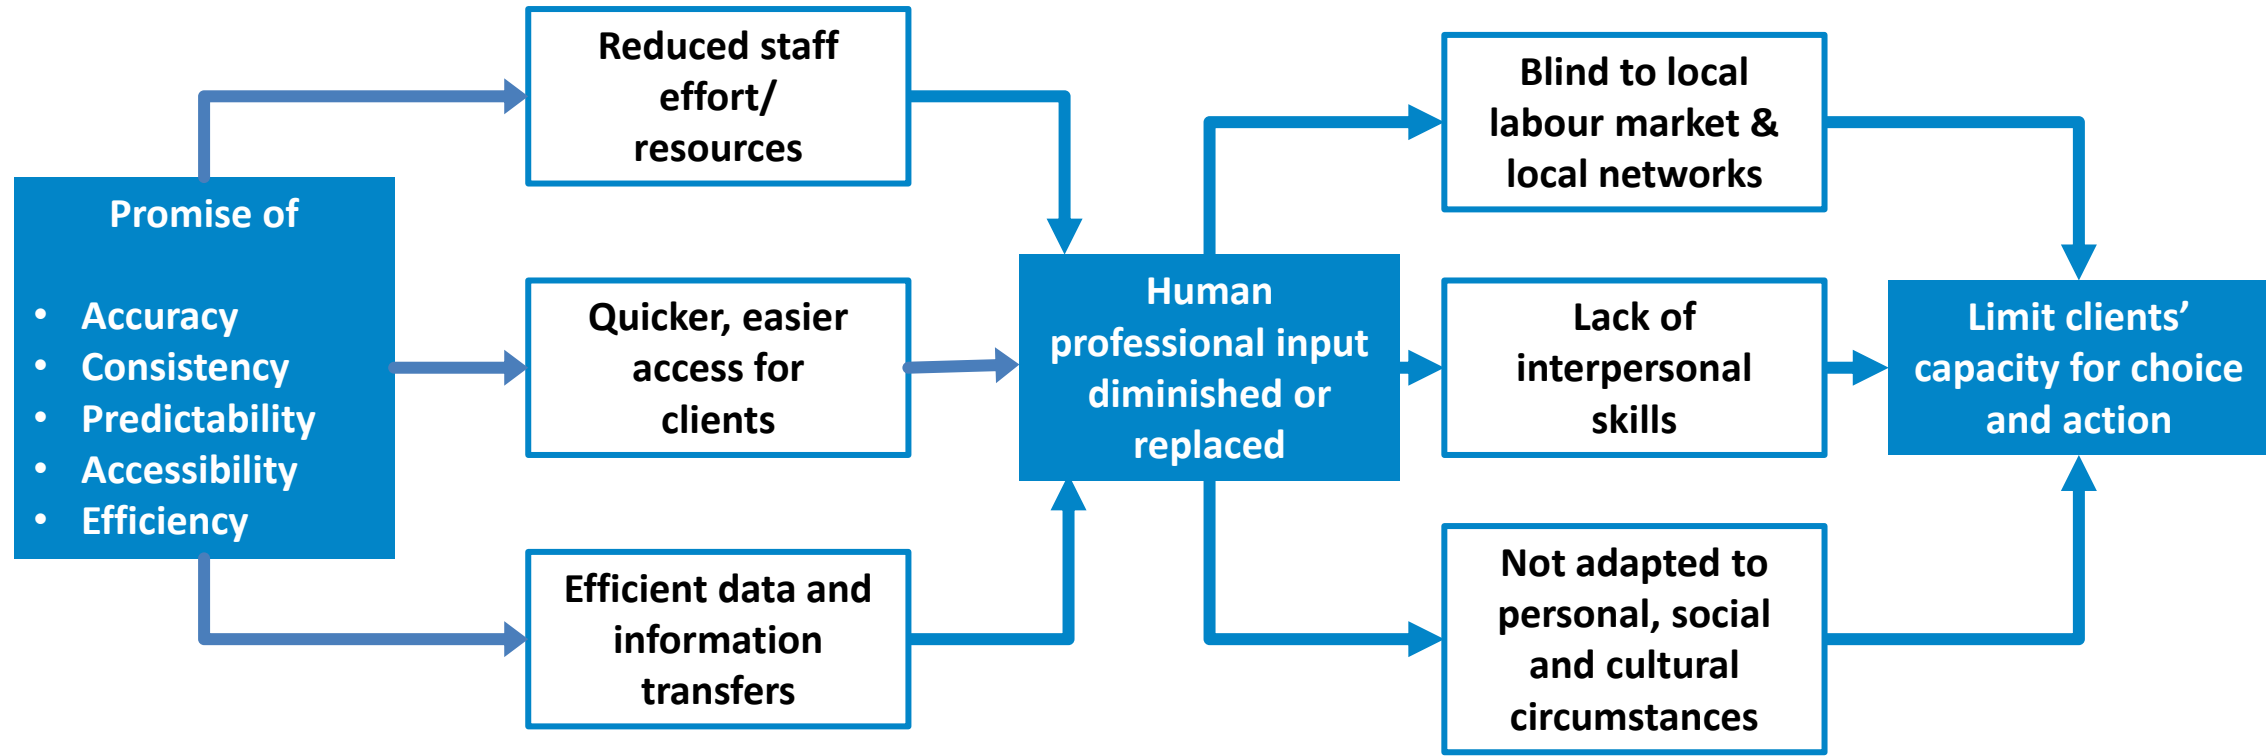 Promise of
• Accuracy
• Consistency
• Predictability
• Accessibility
• Efficiency
Reduced staff
effort/
resources
Quicker, easier
access for
clients
Efficient data and
information
transfers
Human
professional input
diminished or
replaced
Blind to local
labour market &
local networks
Lack of
interpersonal
skills
Not adapted to
personal, social
and cultural
circumstances
Limit clients’
capacity for choice
and action